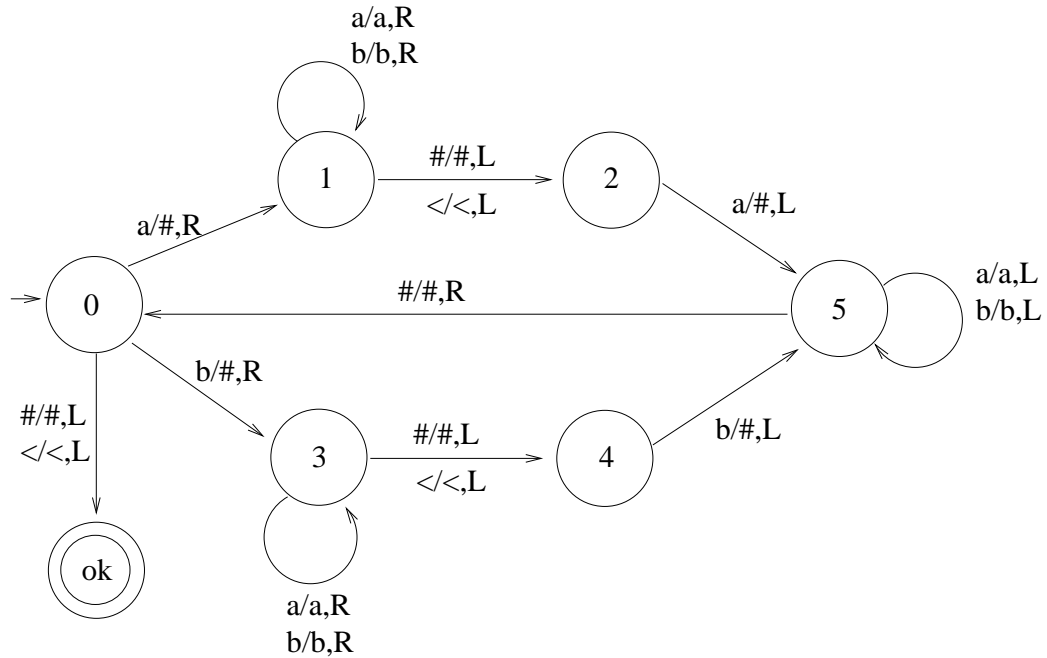 a/a,R
b/b,R
#/#,L
1
2
</<,L
a/#,R
a/#,L
a/a,L
b/b,L
#/#,R
0
5
b/#,R
#/#,L
</<,L
#/#,L
3
4
b/#,L
</<,L
ok
a/a,R
b/b,R